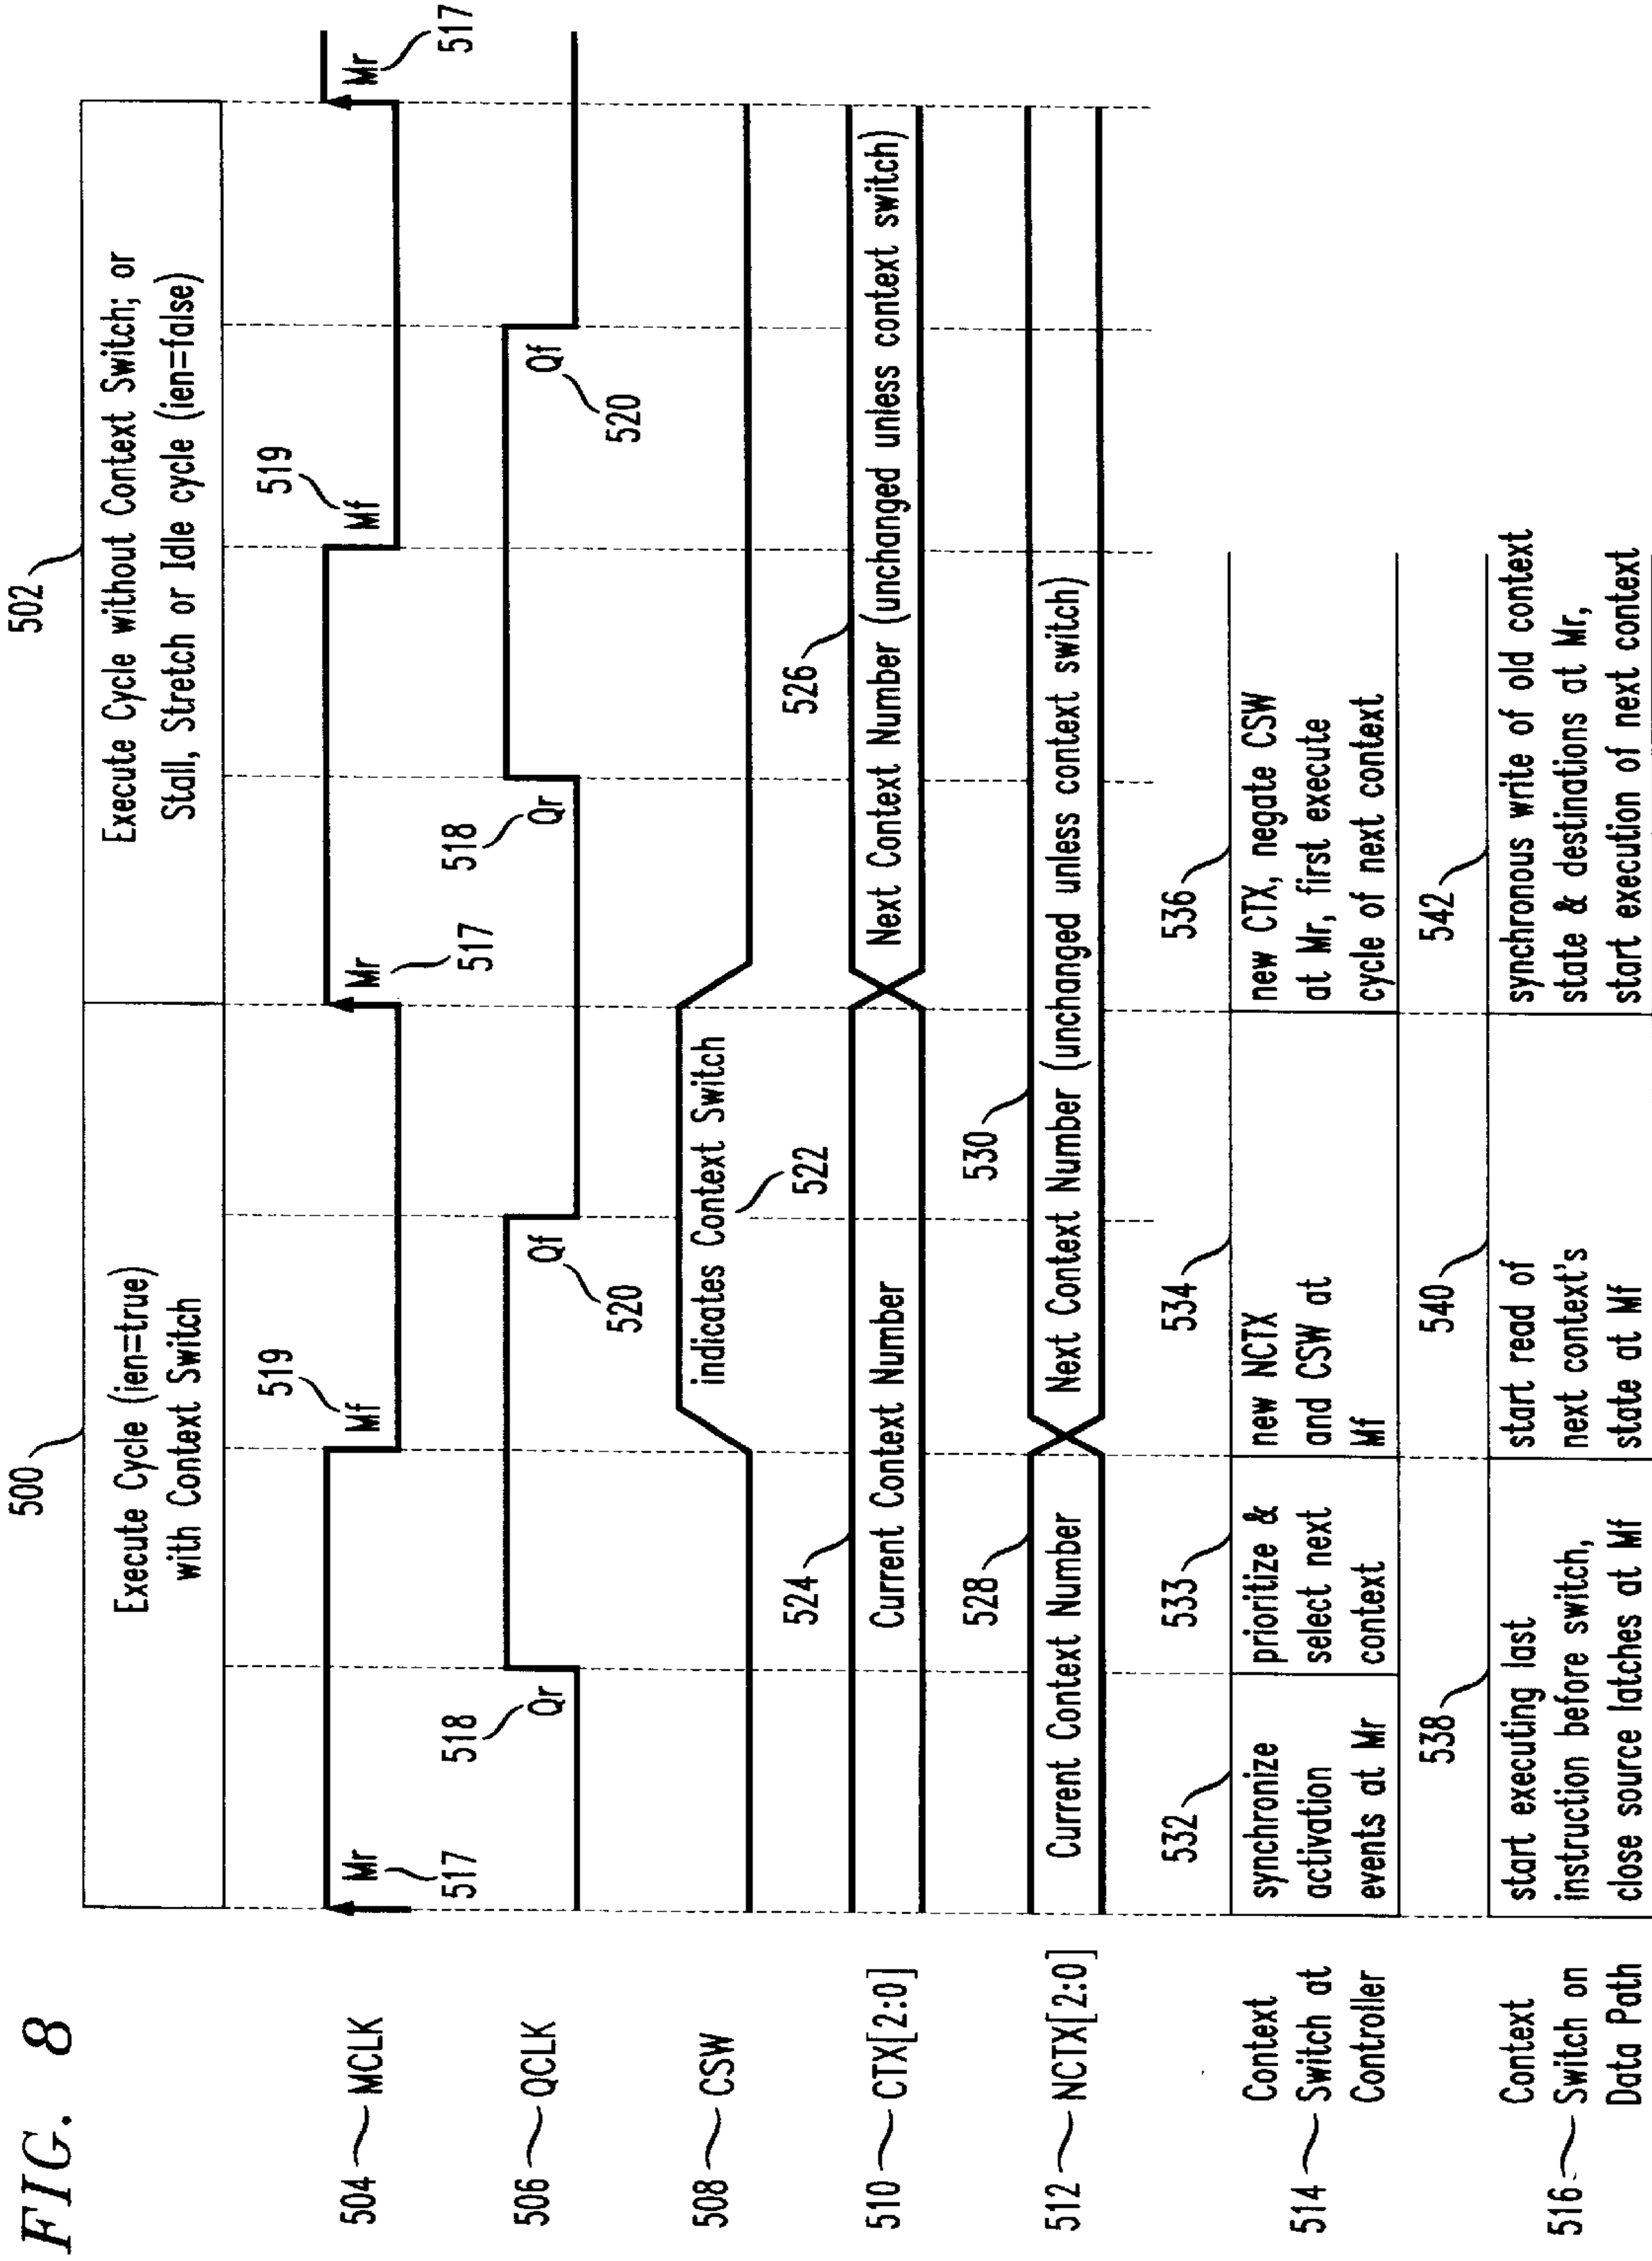 FIG. 8
500
502
Execute Cycle (ien=true)
with Context Switch
Execute Cycle without Context Switch; or
Stall, Stretch or Idle cycle (ien=false)
504
MCLK
Mr
517
Mf
519
Mr
517
Mf
519
Mr
517
506
QCLK
Qr
518
Qf
520
Qr
518
Qf
520
508
CSW
indicates Context Switch
522
510
CTX[2:0]
524
Current Context Number
526
Next Context Number (unchanged unless context switch)
512
NCTX[2:0]
528
Current Context Number
530
Next Context Number (unchanged unless context switch)
514
Context
Switch at
Controller
532
synchronize
activation
events at Mr
533
prioritize &
select next
context
534
new NCTX
and CSW at
Mf
536
new CTX, negate CSW
at Mr, first execute
cycle of next context
516
Context
Switch on
Data Path
538
start executing last
instruction before switch,
close source latches at Mf
540
start read of
next context's
state at Mf
542
synchronous write of old context
state & destinations at Mr,
start execution of next context